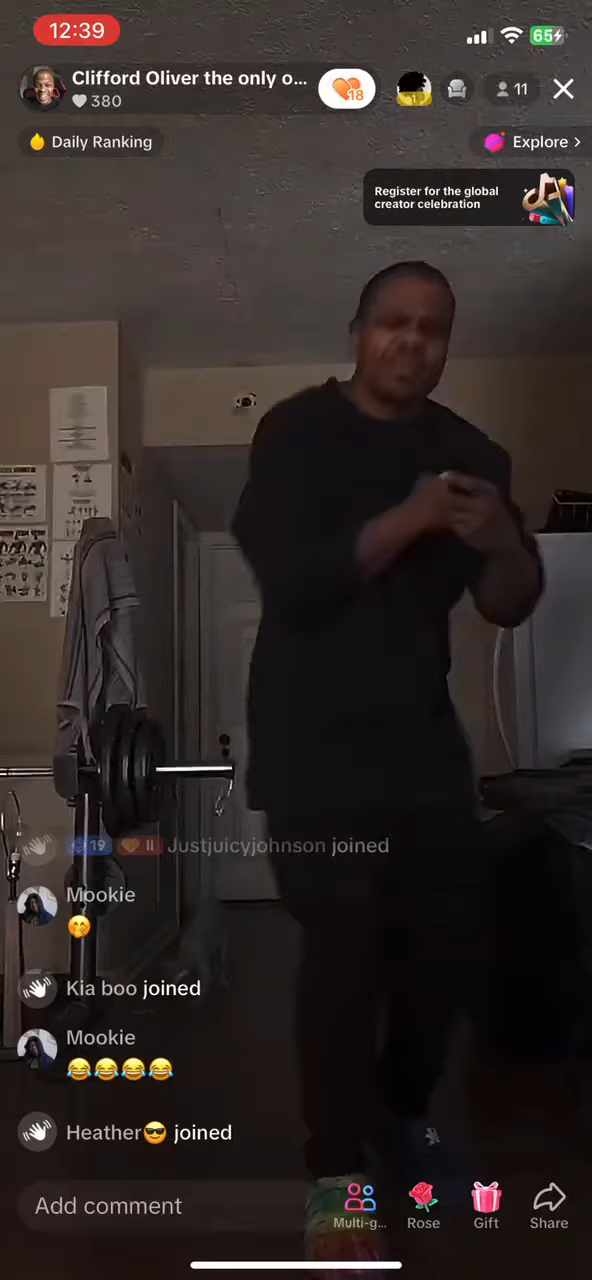 12:39
65
Clifford Oliver the only o...
380
18
11
Daily Ranking
Explore >
Register for the global
creator celebration
19
II
Justjuicyjohnson joined
Mookie
🤭
Kia boo joined
Mookie
😂😂😂😂
Heather😎 joined
Add comment
Multi-g...
Rose
Gift
Share